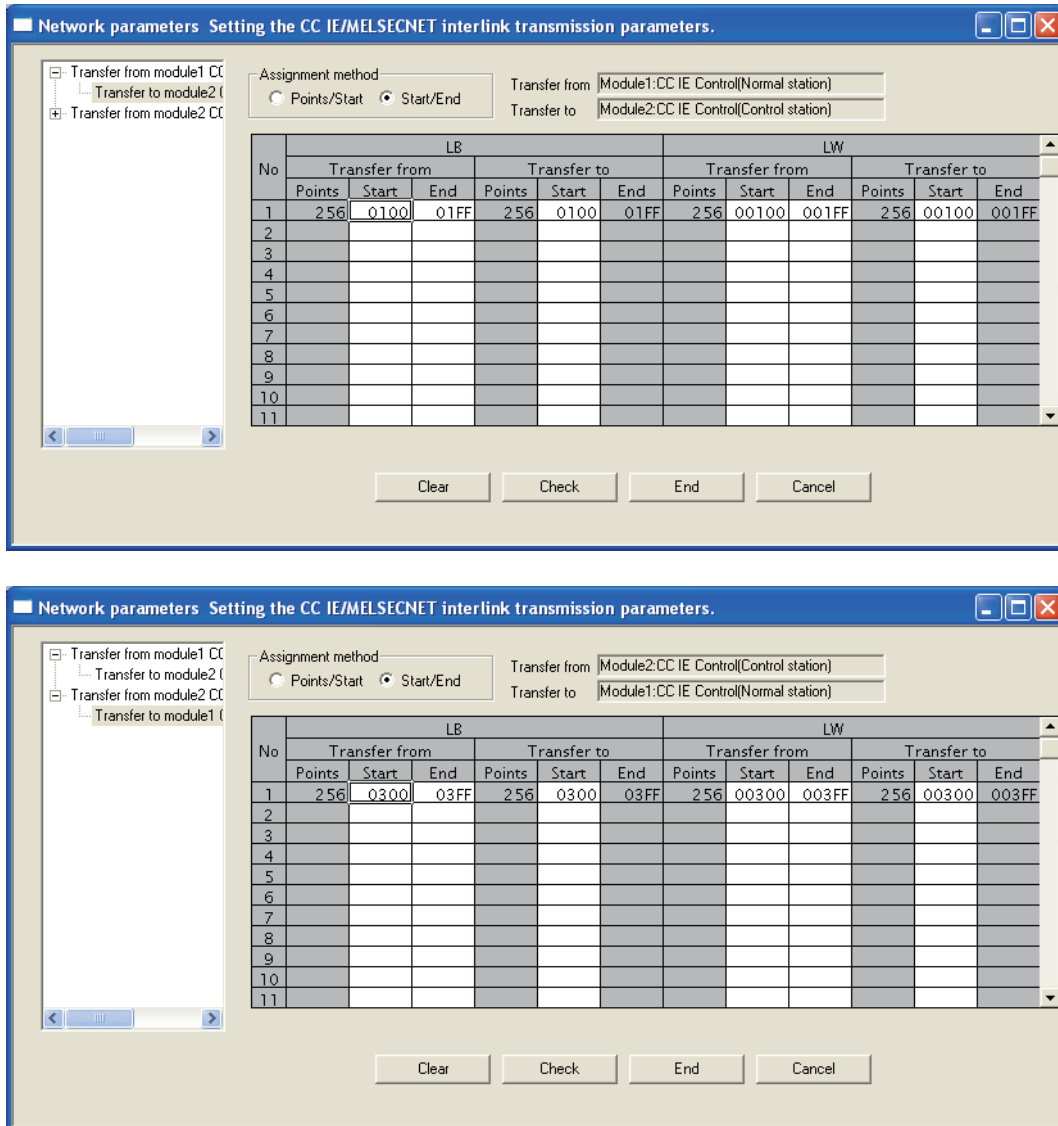 Network parameters Setting the CC IE/MELSECNET interlink transmission parameters.
Transfer from module1 CC
Transfer to module2 (
Transfer from module2 CC
Assignment method
Points/Start Start/End
Transfer from Module1:CC IE Control(Normal station)
Transfer to Module2:CC IE Control(Control station)
LB LW
No Transfer from Transfer to Transfer from Transfer to
Points Start End Points Start End Points Start End Points Start End
1 256 0100 01FF 256 0100 01FF 256 00100 001FF 256 00100 001FF
2
3
4
5
6
7
8
9
10
11
Clear Check End Cancel
Network parameters Setting the CC IE/MELSECNET interlink transmission parameters.
Transfer from module1 CC
Transfer to module2 (
Transfer from module2 CC
Transfer to module1 (
Assignment method
Points/Start Start/End
Transfer from Module2:CC IE Control(Control station)
Transfer to Module1:CC IE Control(Normal station)
LB LW
No Transfer from Transfer to Transfer from Transfer to
Points Start End Points Start End Points Start End Points Start End
1 256 0300 03FF 256 0300 03FF 256 00300 003FF 256 00300 003FF
2
3
4
5
6
7
8
9
10
11
Clear Check End Cancel